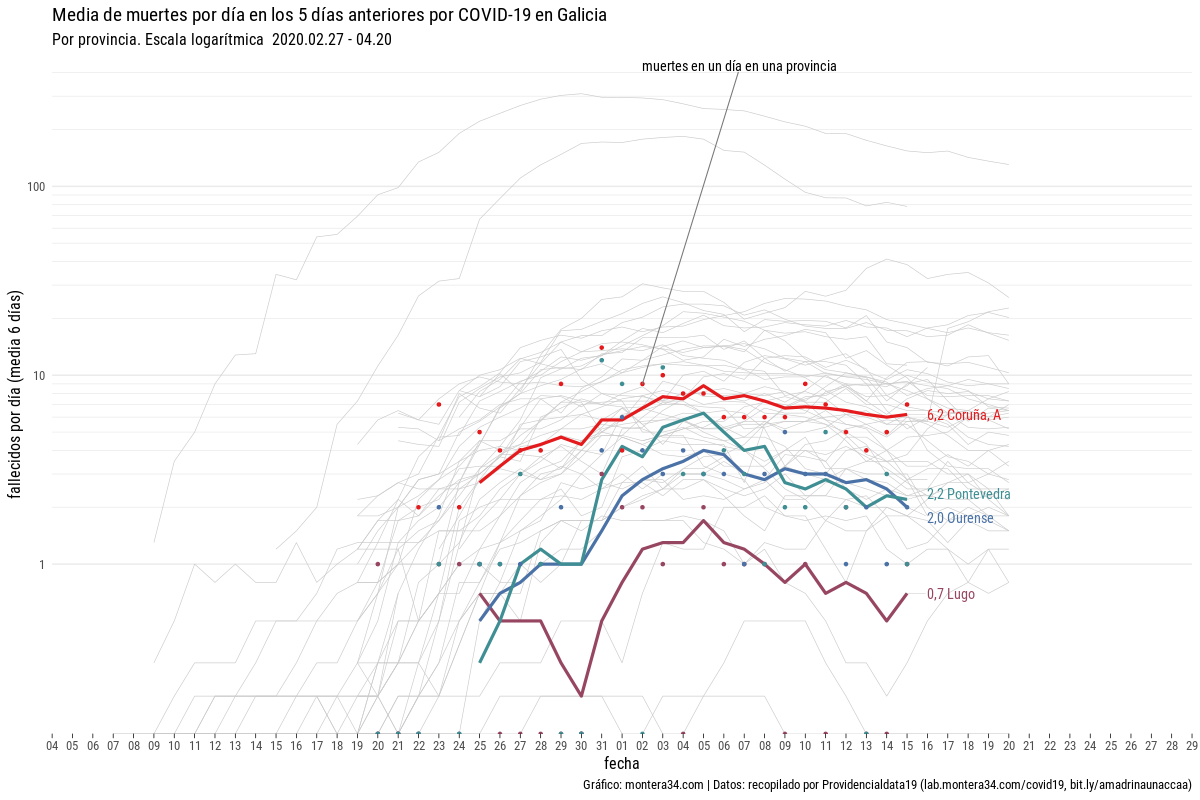 Media de muertes por día en los 5 días anteriores por COVID-19 en Galicia
Por provincia. Escala logarítmica 2020.02.27 - 04.20
muertes en un día en una provincia
100
10
1
fallecidos por día (media 6 días)
6,2 Coruña, A
2,2 Pontevedra
2,0 Ourense
0,7 Lugo
04 05 06 07 08 09 10 11 12 13 14 15 16 17 18 19 20 21 22 23 24 25 26 27 28 29 30 31 01 02 03 04 05 06 07 08 09 10 11 12 13 14 15 16 17 18 19 20 21 22 23 24 25 26 27 28 29
fecha
Gráfico: montera34.com | Datos: recopilado por Providencialdata19 (lab.montera34.com/covid19, bit.ly/amadrinaunaccaa)